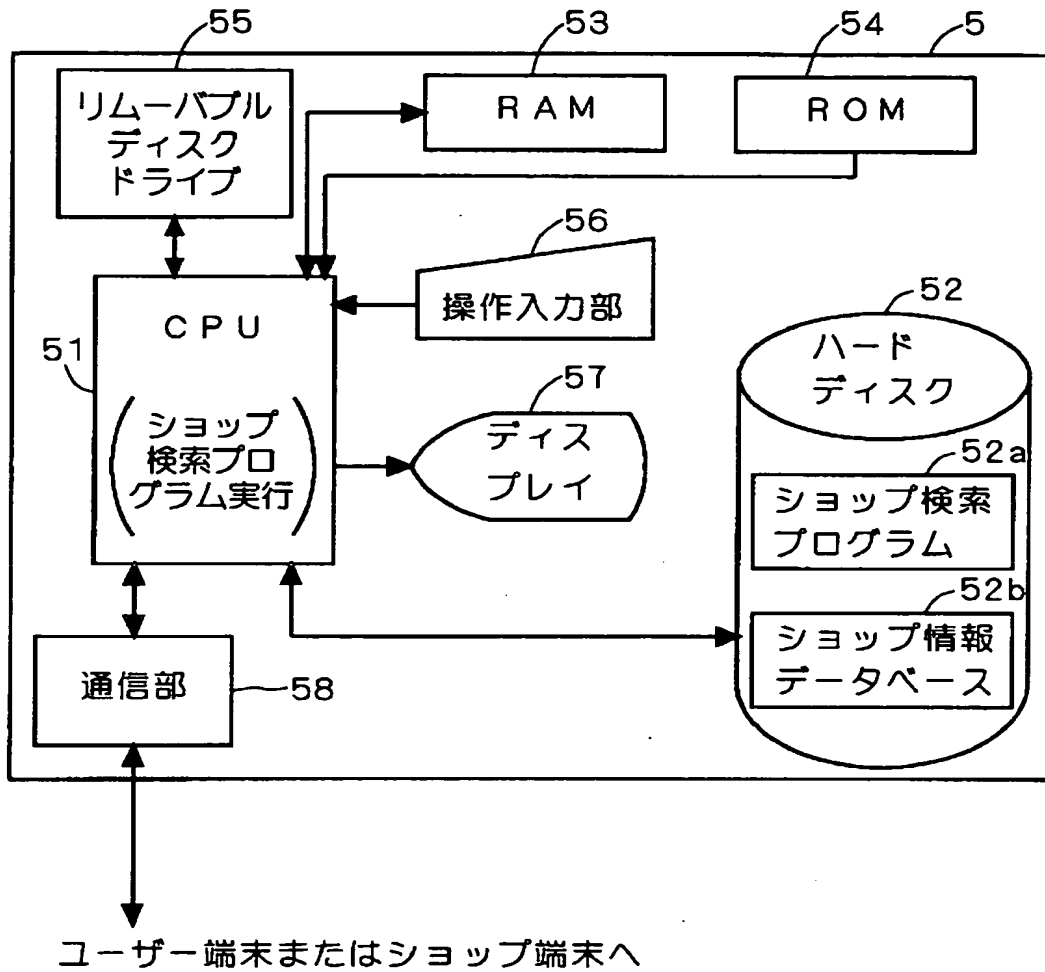 55
53
54
5
リムーバブル
ディスク
ドライブ
RAM
ROM
56
操作入力部
52
ハード
ディスク
CPU
51
(ショップ
検索プロ
グラム実行)
57
ディス
プレイ
52a
ショップ検索
プログラム
52b
ショップ情報
データベース
通信部
58
ユーザー端末またはショップ端末へ